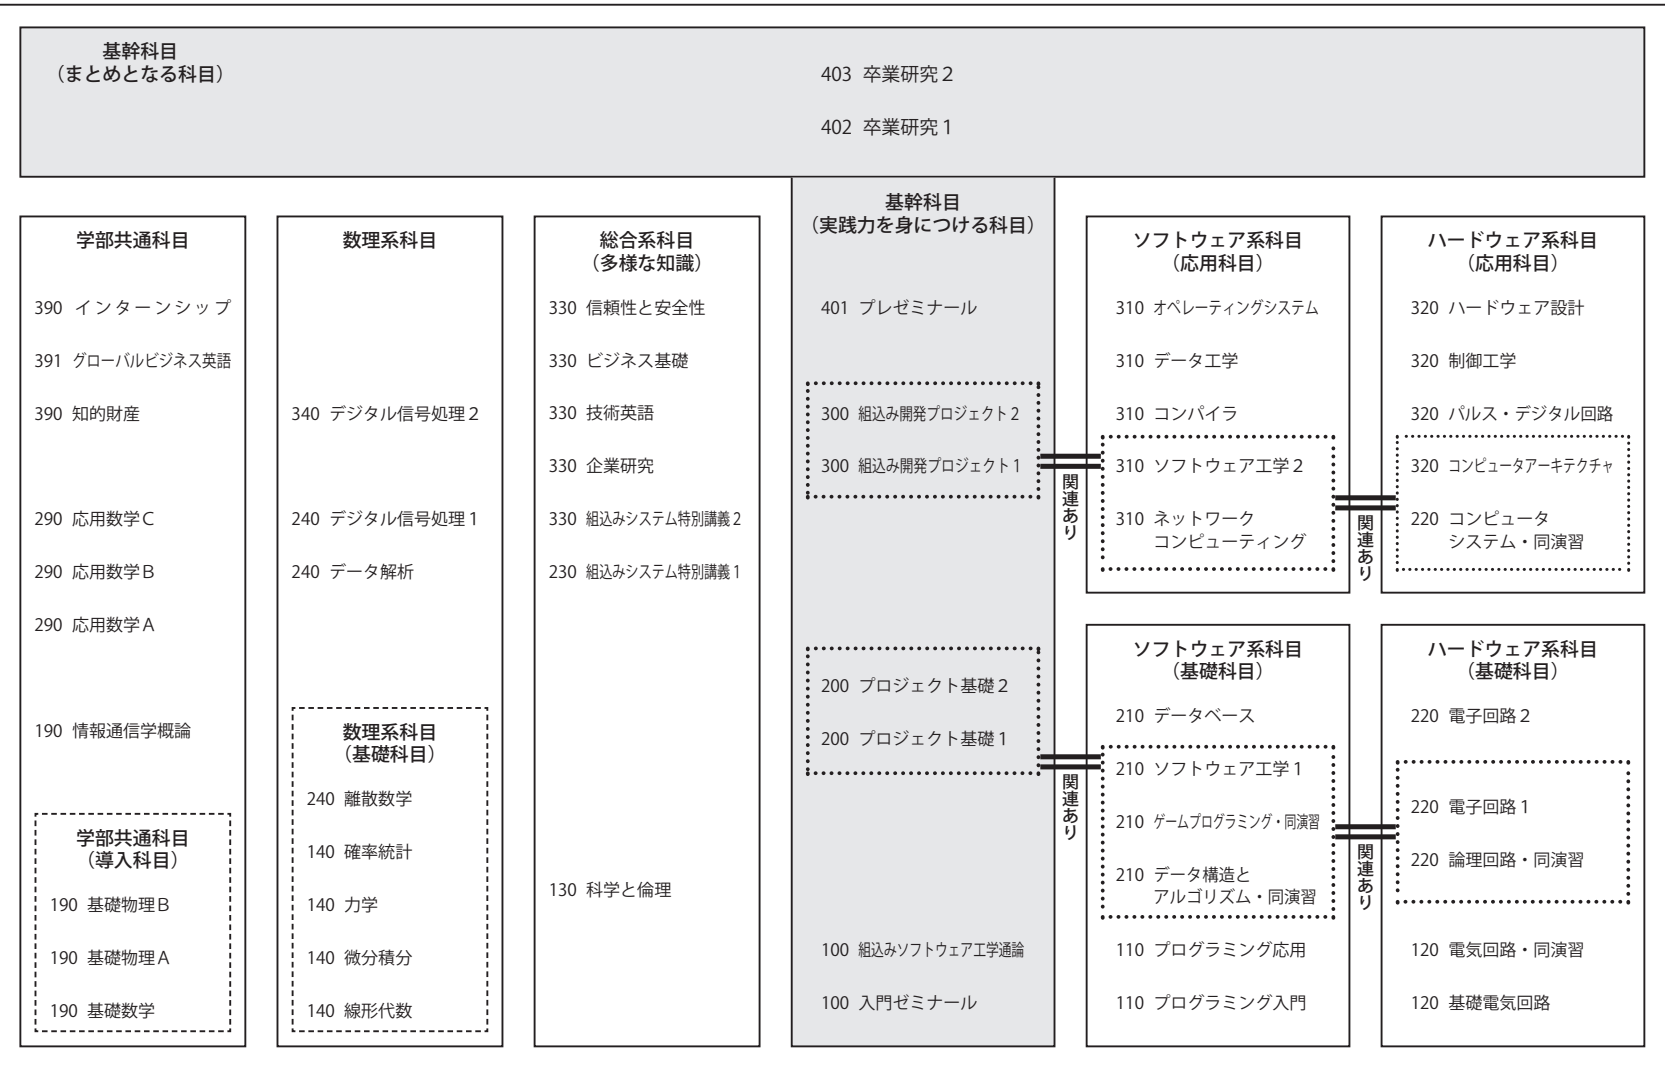 基幹科目
（まとめとなる科目）
403 卒業研究２
402 卒業研究１
学部共通科目
390 インターンシップ
391 グローバルビジネス英語
390 知的財産
290 応用数学C
290 応用数学B
290 応用数学A
190 情報通信学概論
学部共通科目
（導入科目）
190 基礎物理B
190 基礎物理A
190 基礎数学
数理系科目
340 デジタル信号処理２
240 デジタル信号処理１
240 データ解析
数理系科目
（基礎科目）
240 離散数学
140 確率統計
140 力学
140 微分積分
140 線形代数
総合系科目
（多様な知識）
330 信頼性と安全性
330 ビジネス基礎
330 技術英語
330 企業研究
330 組込みシステム特別講義２
230 組込みシステム特別講義１
130 科学と倫理
基幹科目
（実践力を身につける科目）
401 プレゼミナール
300 組込み開発プロジェクト２
300 組込み開発プロジェクト１
200 プロジェクト基礎２
200 プロジェクト基礎１
100 組込みソフトウェア工学通論
100 入門ゼミナール
関連あり
関連あり
ソフトウェア系科目
（応用科目）
310 オペレーティングシステム
310 データ工学
310 コンパイラ
310 ソフトウェア工学２
310 ネットワーク
コンピューティング
関連あり
ハードウェア系科目
（応用科目）
320 ハードウェア設計
320 制御工学
320 パルス・デジタル回路
320 コンピュータアーキテクチャ
220 コンピュータ
システム・同演習
ソフトウェア系科目
（基礎科目）
210 データベース
210 ソフトウェア工学１
210 ゲームプログラミング・同演習
210 データ構造と
アルゴリズム・同演習
110 プログラミング応用
110 プログラミング入門
関連あり
ハードウェア系科目
（基礎科目）
220 電子回路２
220 電子回路１
220 論理回路・同演習
120 電気回路・同演習
120 基礎電気回路